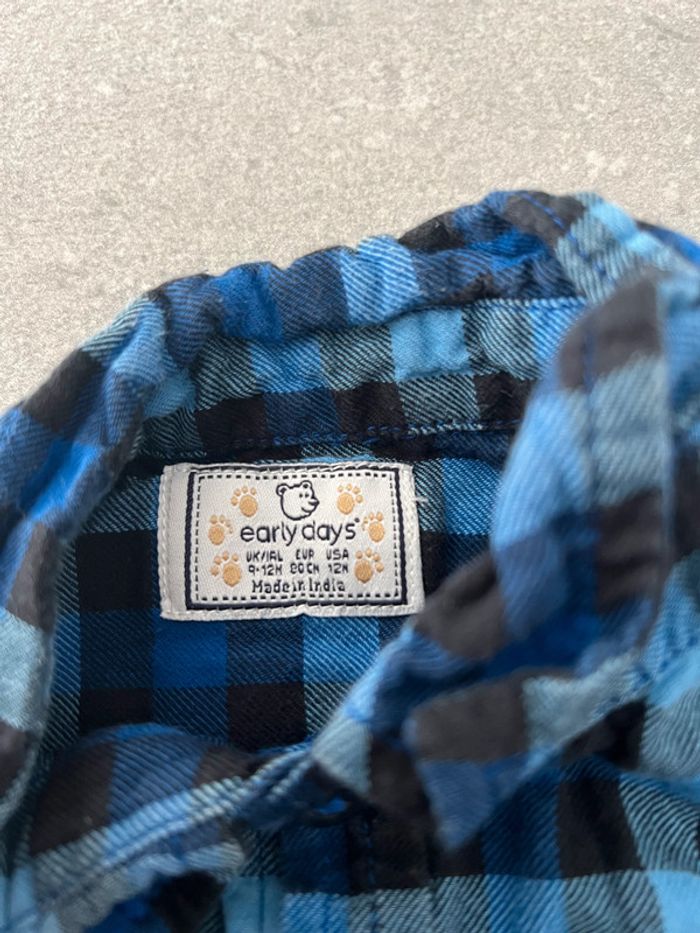 early days
UK/IRL EUR USA
9-12M 80CM 12M
Made in India